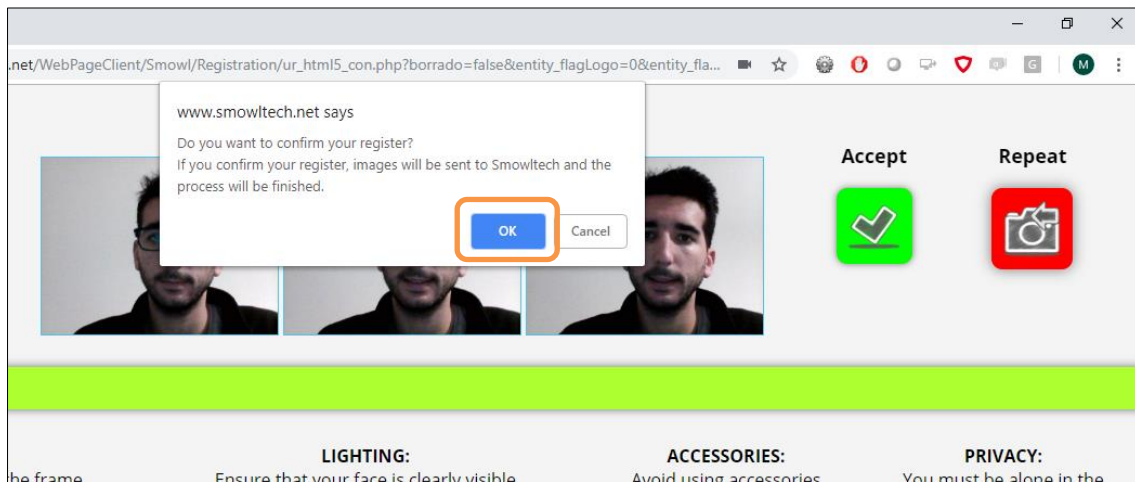 .net/WebPageClient/Smowl/Registration/ur_html5_con.php?borrado=false&entity_flagLogo=0&entity_fla...
G
M
www.smowltech.net says
Do you want to confirm your register?
If you confirm your register, images will be sent to Smowltech and the
process will be finished.
OK
Cancel
Accept
Repeat
LIGHTING:
ACCESSORIES:
PRIVACY:
the frame
Ensure that your face is clearly visible
Avoid using accessories
You must be alone in the